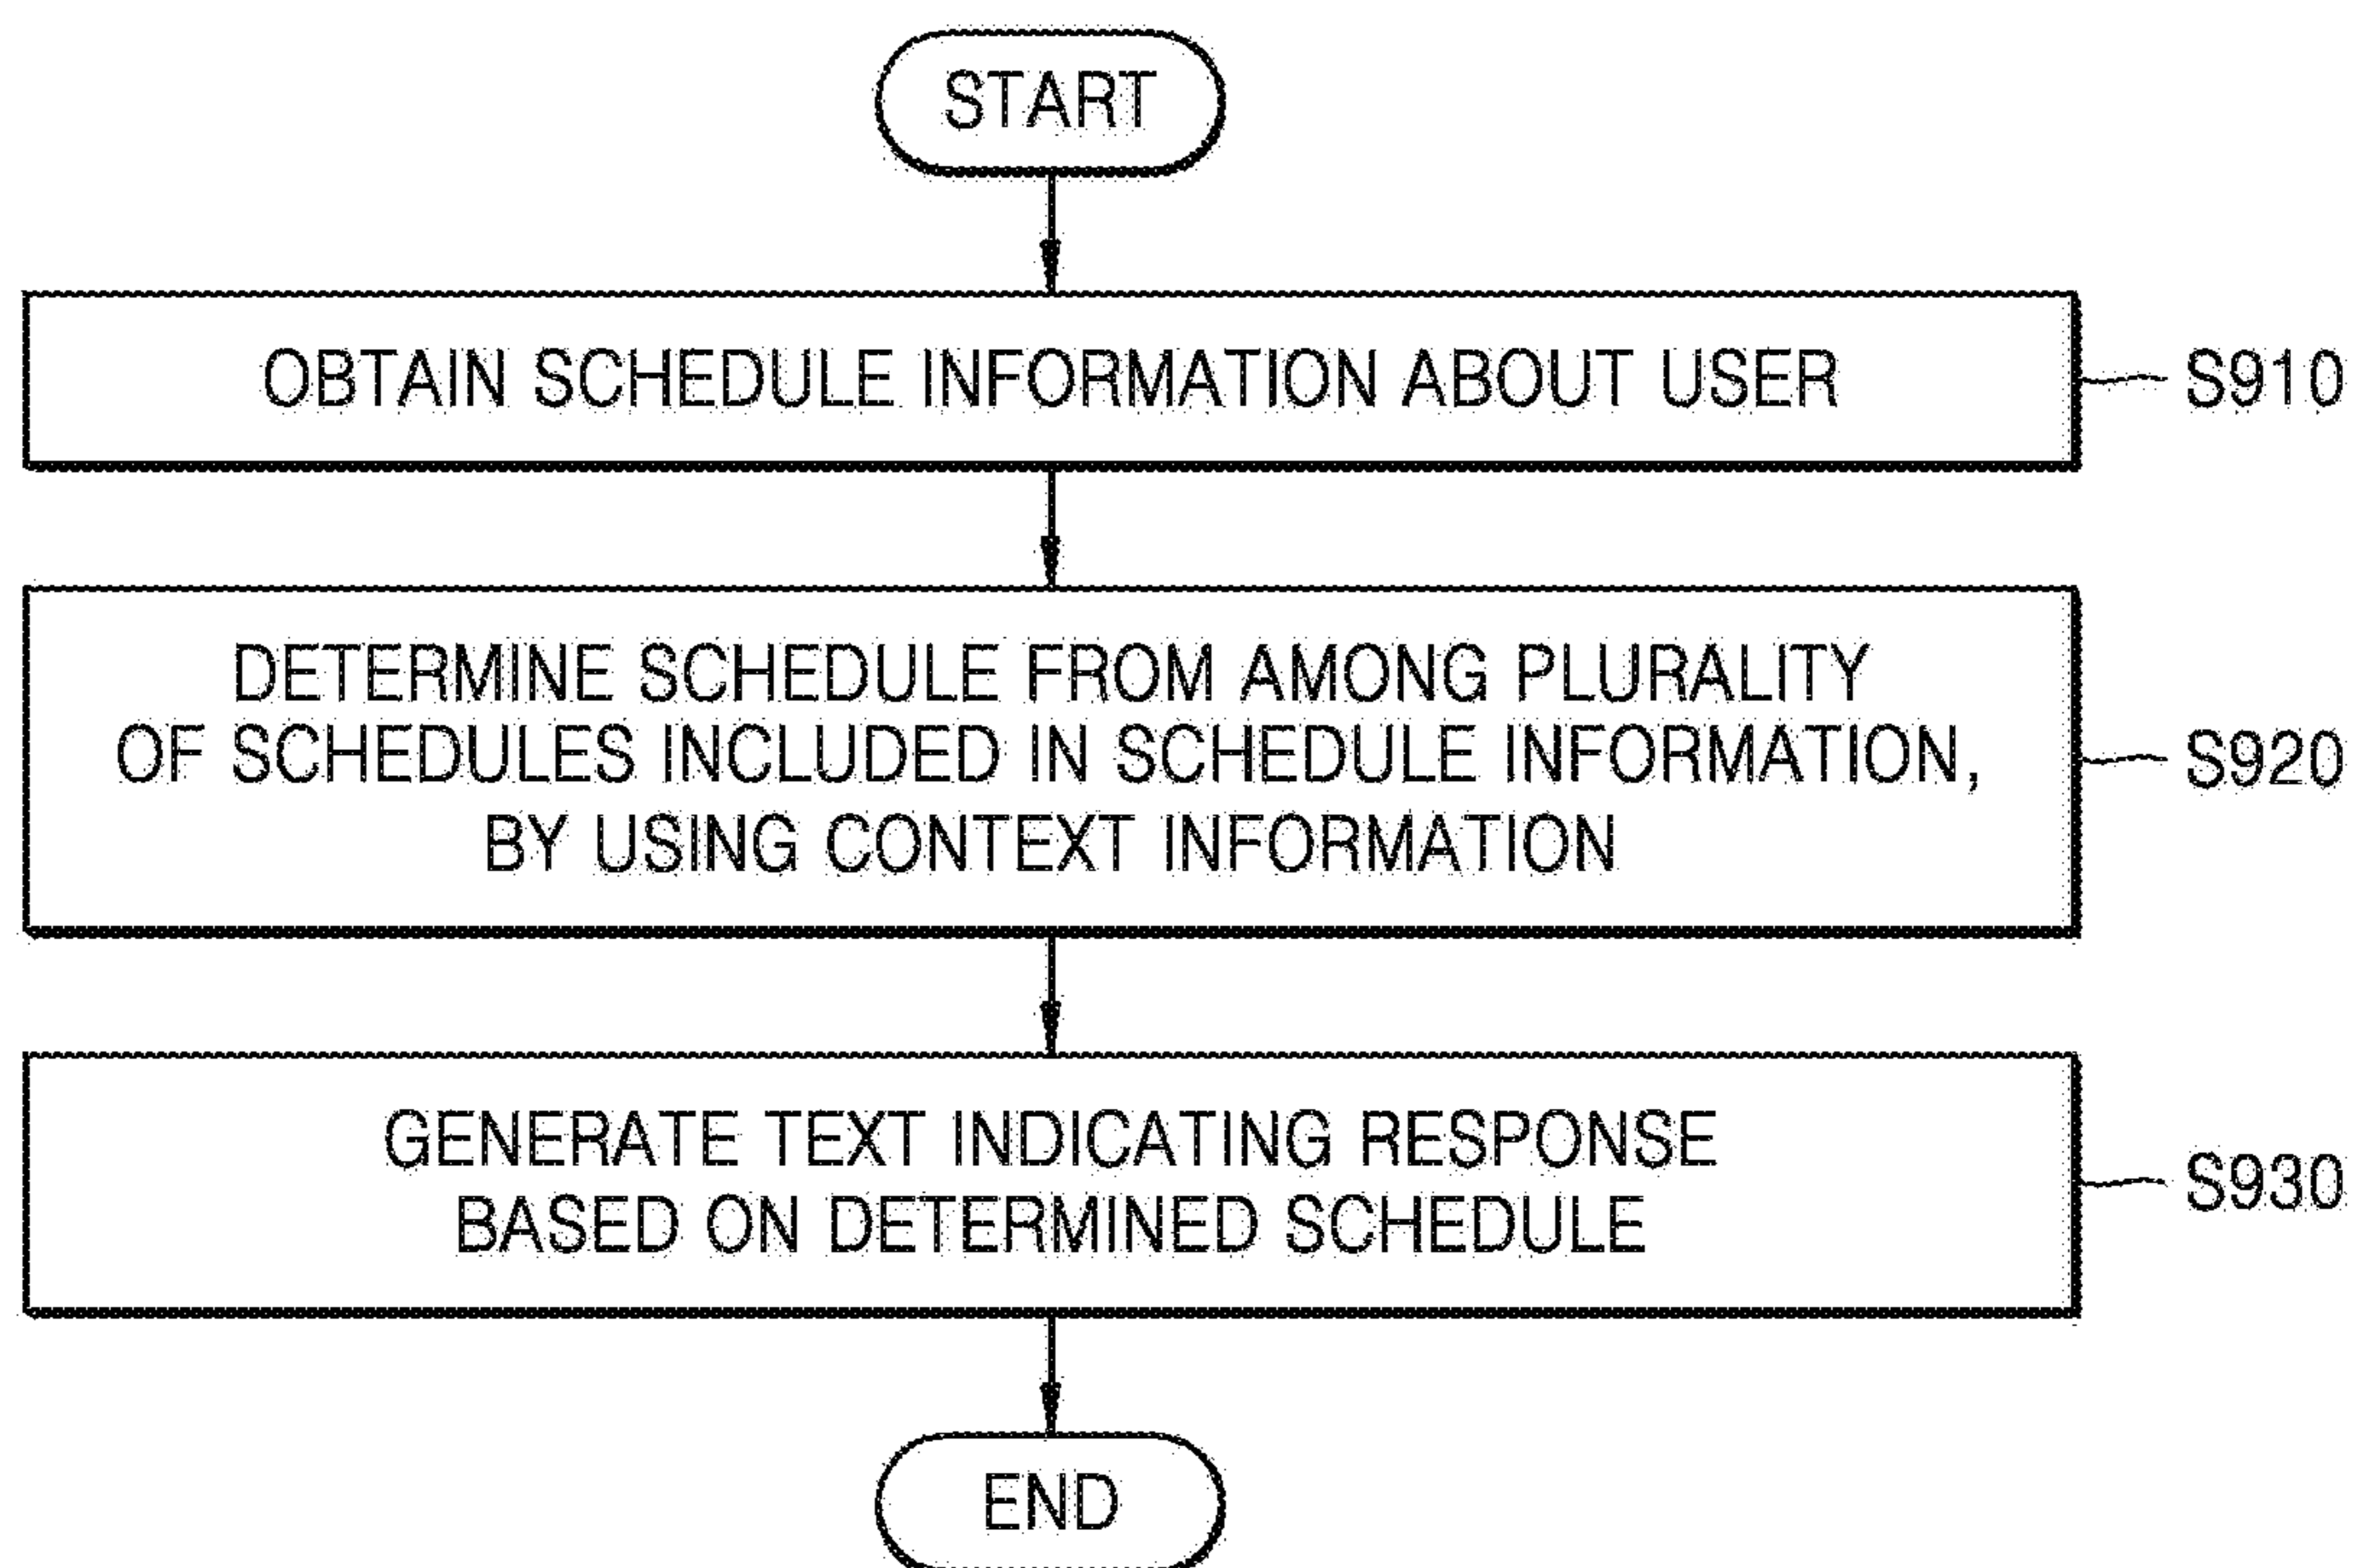 START
OBTAIN SCHEDULE INFORMATION ABOUT USER
S910
DETERMINE SCHEDULE FROM AMONG PLURALITY
OF SCHEDULES INCLUDED IN SCHEDULE INFORMATION,
BY USING CONTEXT INFORMATION
S920
GENERATE TEXT INDICATING RESPONSE
BASED ON DETERMINED SCHEDULE
S930
END